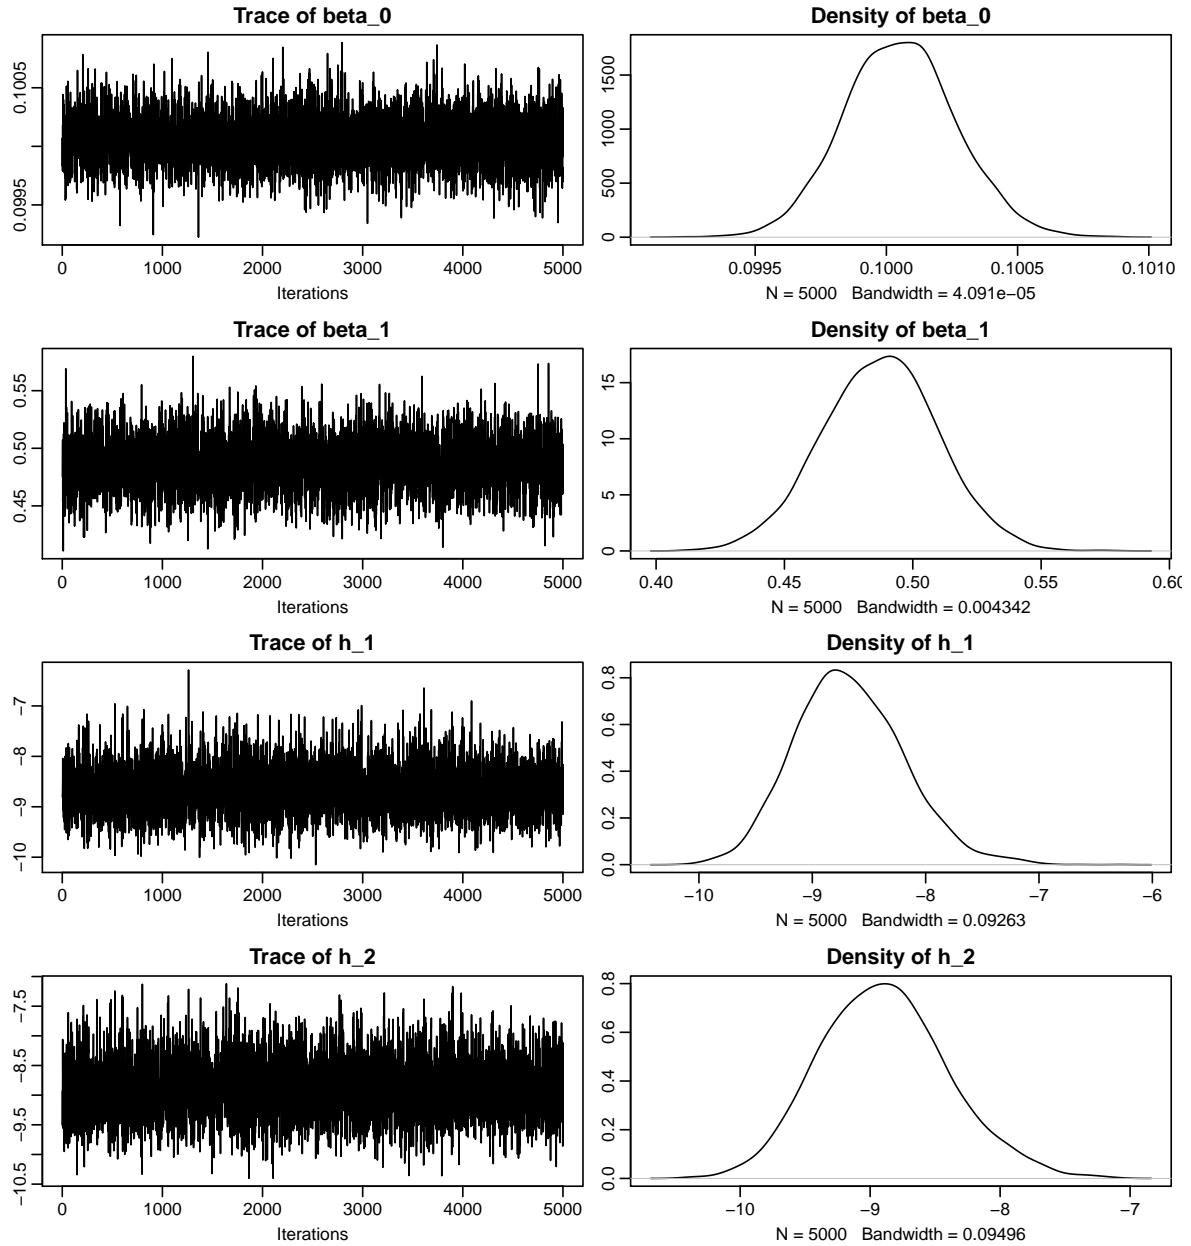 Trace of beta_0
0.0995 0.1005
0 1000 2000 3000 4000 5000
Iterations
Density of beta_0
0 500 1000 1500
0.0995 0.1000 0.1005 0.1010
N = 5000 Bandwidth = 4.091e−05
Trace of beta_1
0.45 0.50 0.55
0 1000 2000 3000 4000 5000
Iterations
Density of beta_1
0 5 10 15
0.40 0.45 0.50 0.55 0.60
N = 5000 Bandwidth = 0.004342
Trace of h_1
−10 −9 −8 −7
0 1000 2000 3000 4000 5000
Iterations
Density of h_1
0.0 0.2 0.4 0.6 0.8
−10 −9 −8 −7 −6
N = 5000 Bandwidth = 0.09263
Trace of h_2
−10.5 −9.5 −8.5 −7.5
0 1000 2000 3000 4000 5000
Iterations
Density of h_2
0.0 0.2 0.4 0.6 0.8
−10 −9 −8 −7
N = 5000 Bandwidth = 0.09496